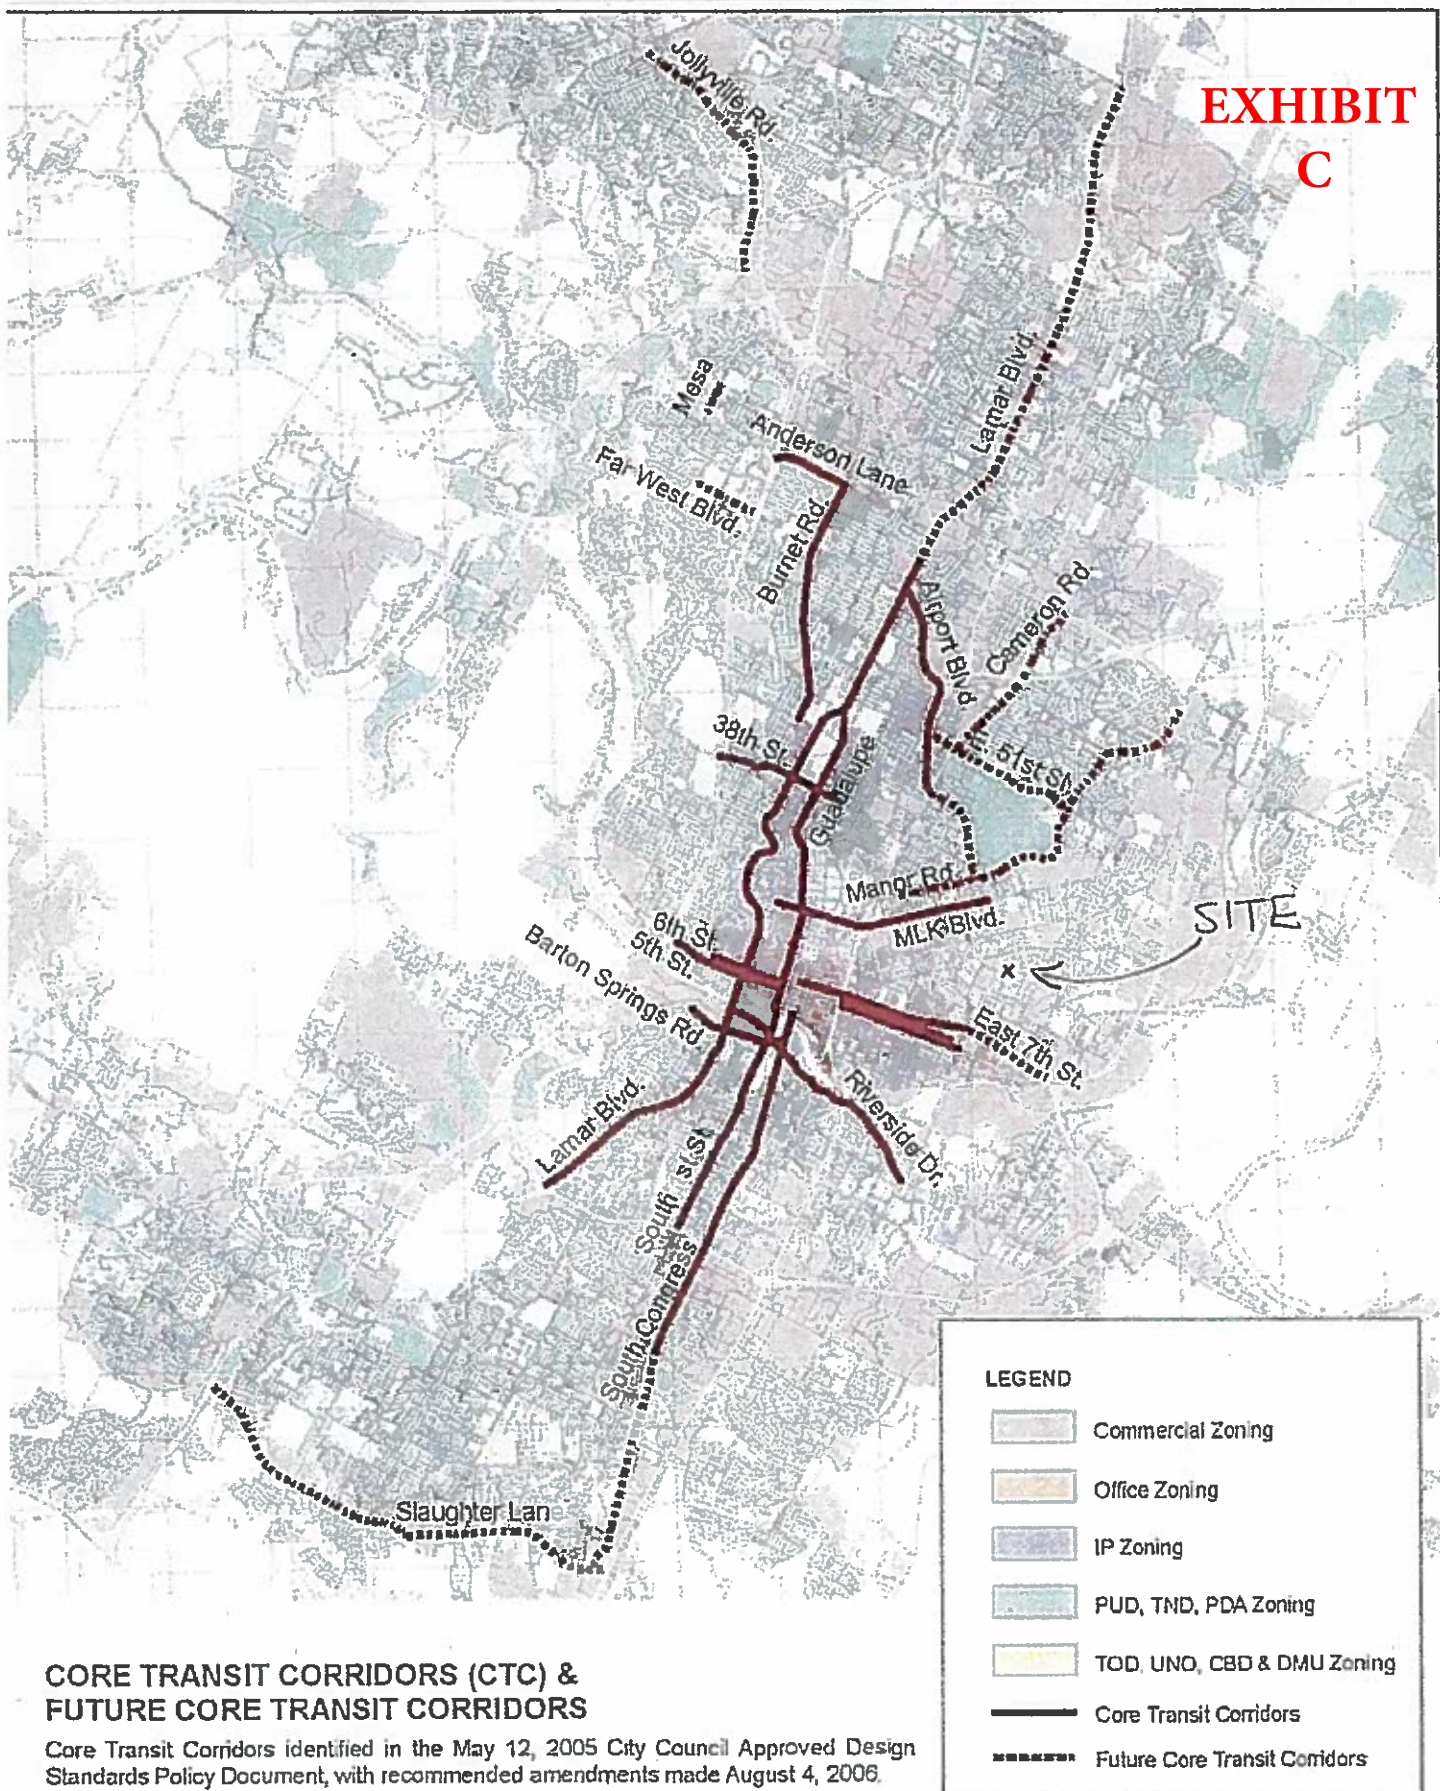 EXHIBIT
C
Jollyville Rd.
Lamar Blvd.
Mesa
Anderson Lane
Far West Blvd.
Burnet Rd.
Airport Blvd.
Cameron Rd.
38th St.
Guadalupe
E. 51st St.
Manor Rd.
MLK Blvd.
SITE
x
6th St.
5th St.
Barton Springs Rd.
East 7th St.
Riverside Dr.
Lamar Blvd.
South st St
South Congress
Slaughter Lan
LEGEND
Commercial Zoning
Office Zoning
IP Zoning
PUD, TND, PDA Zoning
TOD, UNO, CBD & DMU Zoning
Core Transit Corridors
Future Core Transit Corridors
CORE TRANSIT CORRIDORS (CTC) &
FUTURE CORE TRANSIT CORRIDORS
Core Transit Corridors identified in the May 12, 2005 City Council Approved Design
Standards Policy Document, with recommended amendments made August 4, 2006.